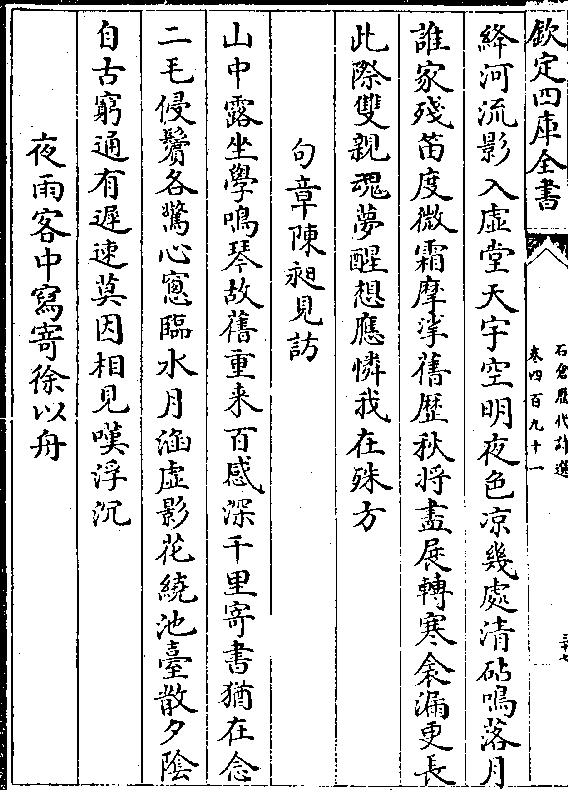 欽定四庫全書
石倉歷代詩選
卷四百九十一
絳河流影入虛堂天宇空明夜色凉幾處清砧鳴落月
誰家殘笛度微霜摩挲舊歴秋将盡展轉寒衾漏更長
此際雙親魂夢醒想應憐我在殊方
句章陳昶見訪
山中露坐學鳴琴故舊重来百感深千里寄書猶在念
二毛侵鬢各驚心窓臨水月涵虛影花繞池臺散夕陰
自古窮通有遲速莫因相見嘆浮沉
夜雨客中寫寄徐以舟